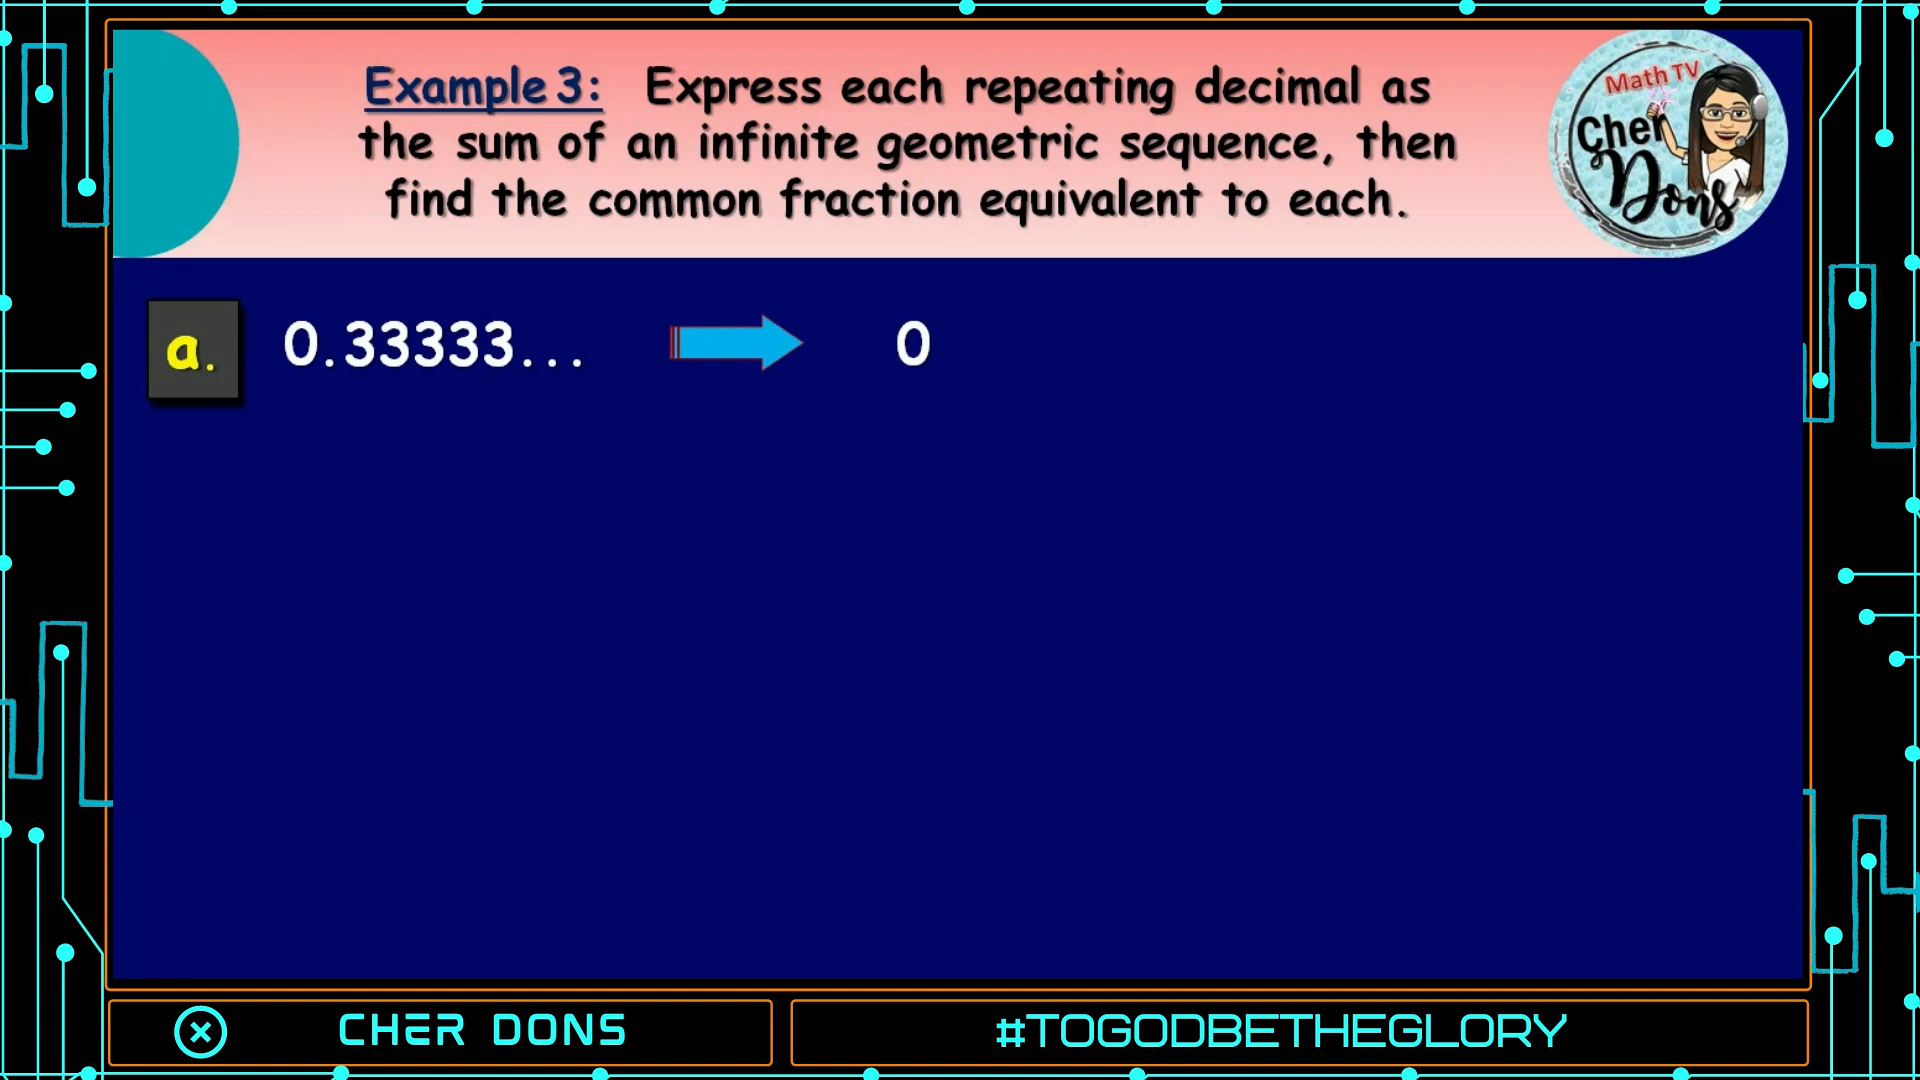 Example 3: Express each repeating decimal as
the sum of an infinite geometric sequence, then
find the common fraction equivalent to each.
Math TV
Cher
Dons
a. 0.33333... 0
CHER DONS
#TOGODBETHEGLORY